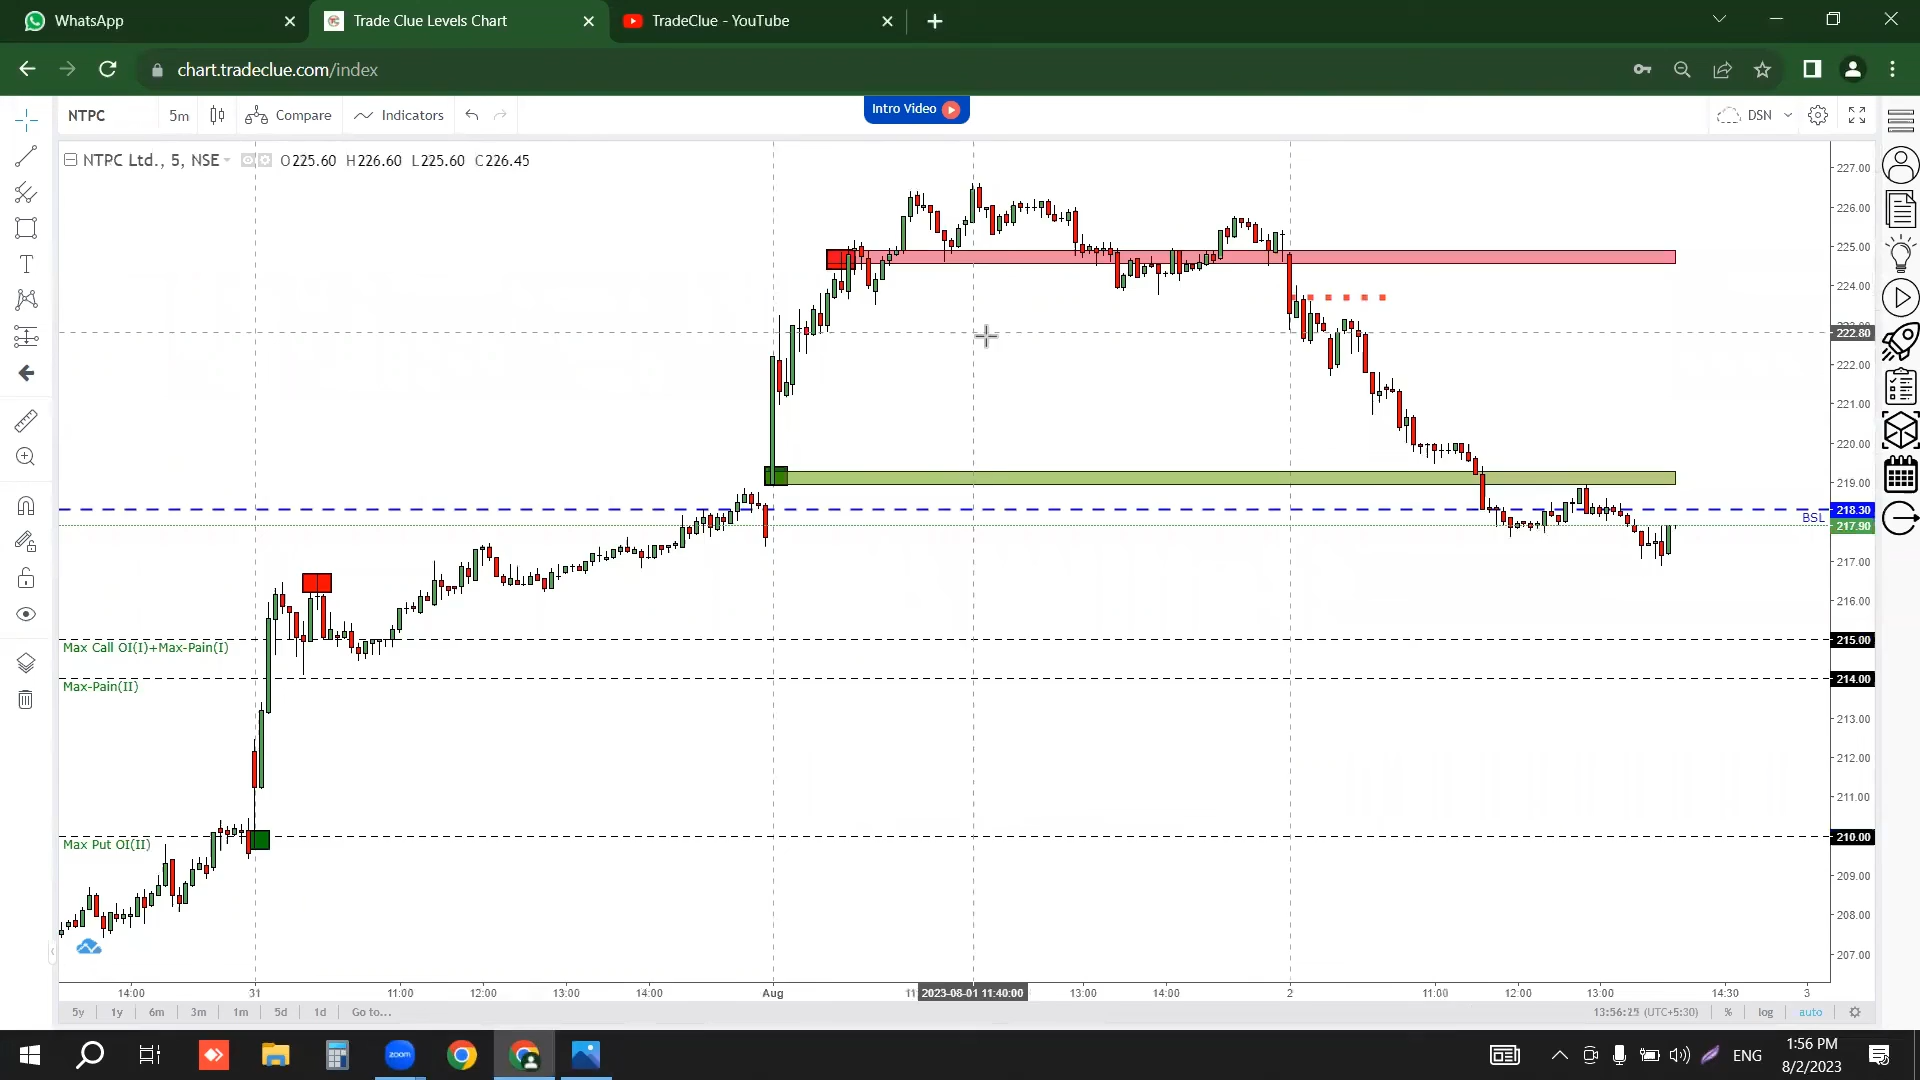 WhatsApp
Trade Clue Levels Chart
TradeClue - YouTube
chart.tradeclue.com/index
NTPC
5m
Compare
Indicators
Intro Video
DSN
NTPC Ltd., 5, NSE
O225.60 H226.60 L225.60 C226.45
227.00
226.00
225.00
224.00
222.80
222.00
221.00
220.00
219.00
218.30
BSL
217.90
217.00
216.00
215.00
Max Call OI(I)+Max-Pain(I)
214.00
Max-Pain(II)
213.00
212.00
211.00
210.00
Max Put OI(II)
209.00
208.00
207.00
14:00 31 11:00 12:00 13:00 14:00 Aug 11 2023-08-01 11:40:00 13:00 14:00 2 11:00 12:00 13:00 14:30 3
5y 1y 6m 3m 1m 5d 1d Go to...
13:56:25 (UTC+5:30) % log auto
zoom
ENG
1:56 PM
8/2/2023